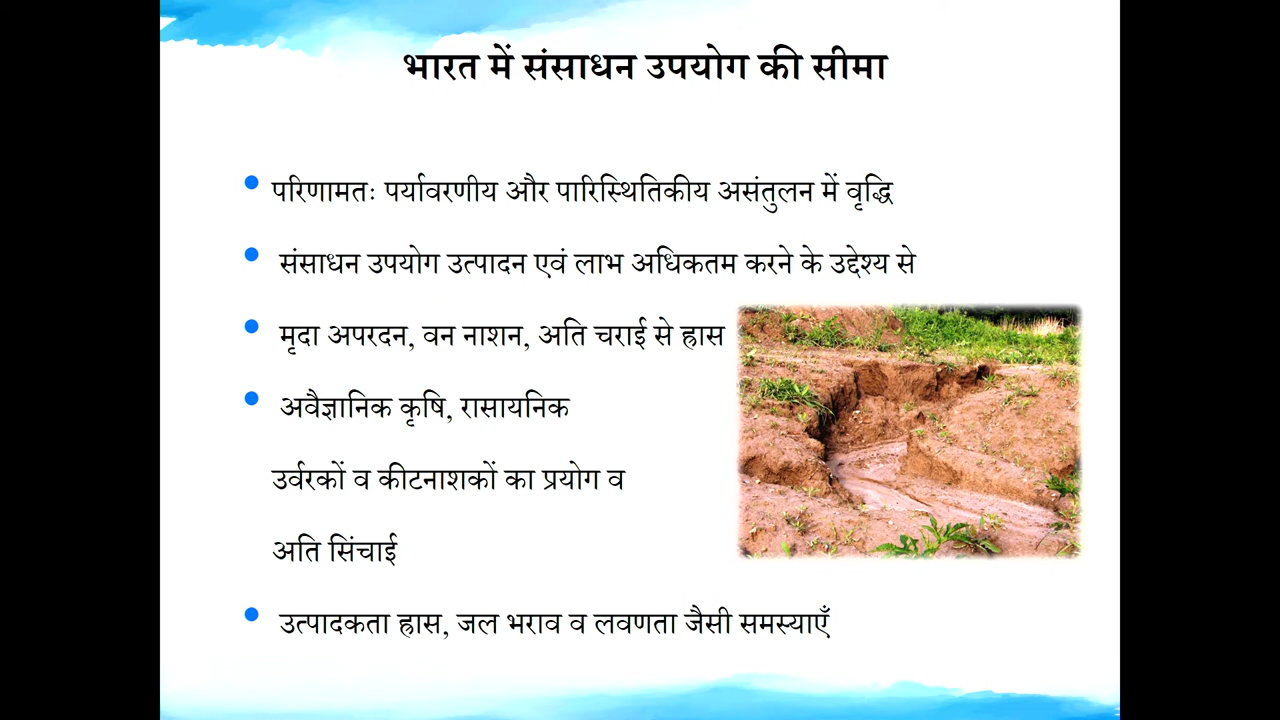 भारत में संसाधन उपयोग की सीमा
• परिणामतः पर्यावरणीय और पारिस्थितिकीय असंतुलन में वृद्धि
• संसाधन उपयोग उत्पादन एवं लाभ अधिकतम करने के उद्देश्य से
• मृदा अपरदन, वन नाशन, अति चराई से ह्रास
• अवैज्ञानिक कृषि, रासायनिक
उर्वरकों व कीटनाशकों का प्रयोग व
अति सिंचाई
• उत्पादकता ह्रास, जल भराव व लवणता जैसी समस्याएँ